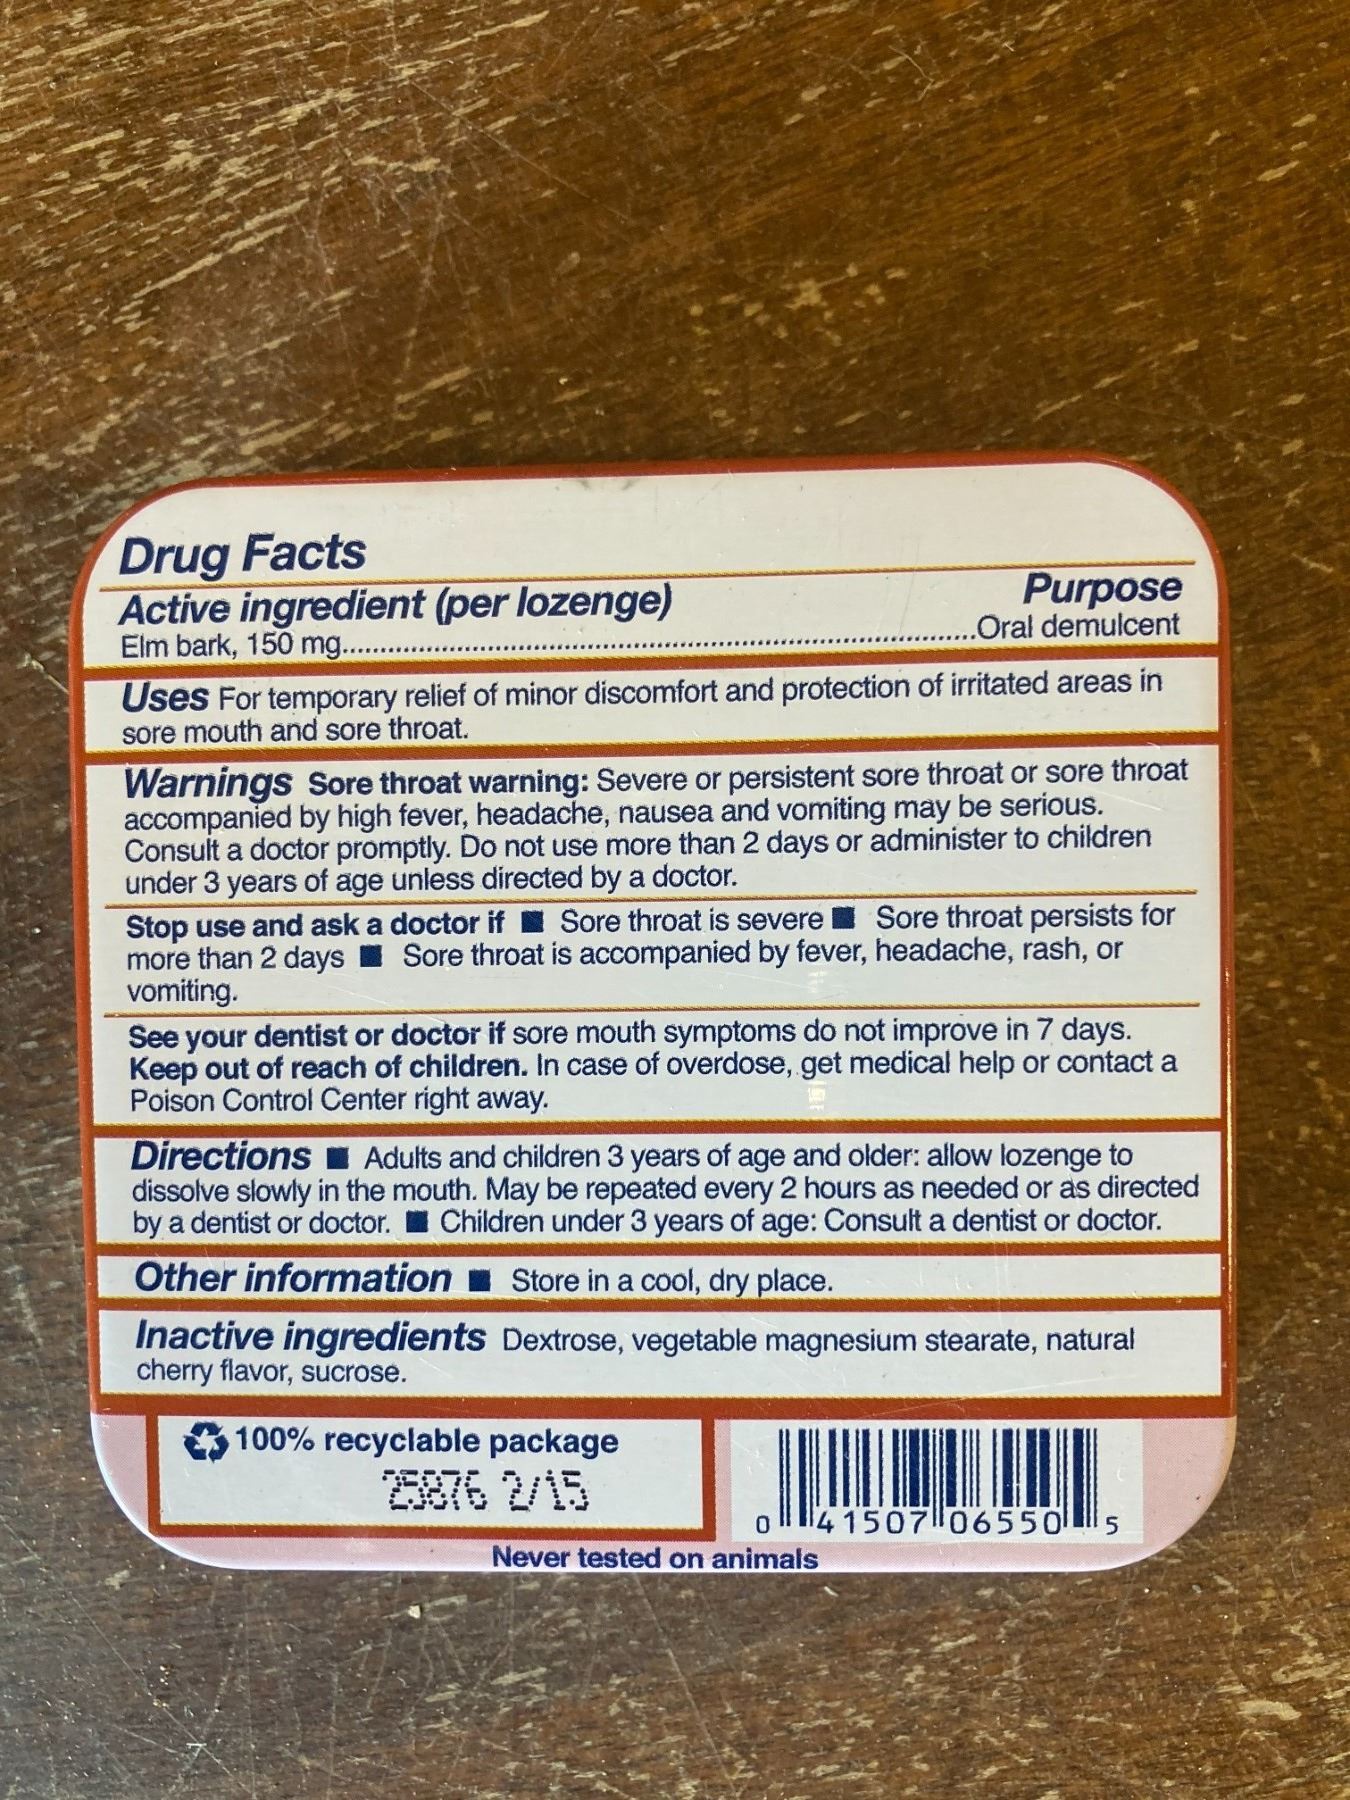 Drug Facts
Active ingredient (per lozenge) Purpose
Elm bark, 150 mg...................................................................................Oral demulcent
Uses For temporary relief of minor discomfort and protection of irritated areas in
sore mouth and sore throat.
Warnings Sore throat warning: Severe or persistent sore throat or sore throat
accompanied by high fever, headache, nausea and vomiting may be serious.
Consult a doctor promptly. Do not use more than 2 days or administer to children
under 3 years of age unless directed by a doctor.
Stop use and ask a doctor if ■ Sore throat is severe ■ Sore throat persists for
more than 2 days ■ Sore throat is accompanied by fever, headache, rash, or
vomiting.
See your dentist or doctor if sore mouth symptoms do not improve in 7 days.
Keep out of reach of children. In case of overdose, get medical help or contact a
Poison Control Center right away.
Directions ■ Adults and children 3 years of age and older: allow lozenge to
dissolve slowly in the mouth. May be repeated every 2 hours as needed or as directed
by a dentist or doctor. ■ Children under 3 years of age: Consult a dentist or doctor.
Other information ■ Store in a cool, dry place.
Inactive ingredients Dextrose, vegetable magnesium stearate, natural
cherry flavor, sucrose.
100% recyclable package
25876 2/15
0 41507 06550 5
Never tested on animals